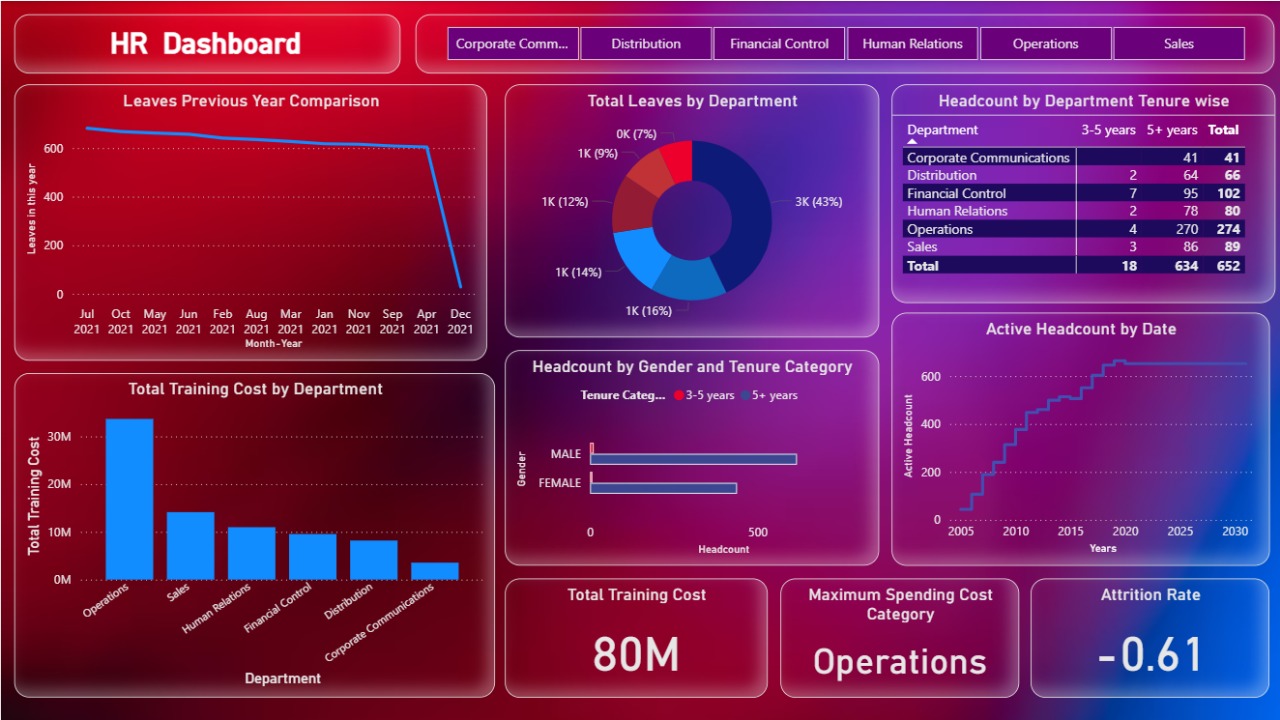 HR Dashboard
Corporate Comm...
Distribution
Financial Control
Human Relations
Operations
Sales
Leaves Previous Year Comparison
Leaves in this year
600
400
200
0
Jul 2021
Oct 2021
May 2021
Jun 2021
Feb 2021
Aug 2021
Mar 2021
Jan 2021
Nov 2021
Sep 2021
Apr 2021
Dec 2021
Month-Year
Total Leaves by Department
0K (7%)
1K (9%)
1K (12%)
1K (14%)
1K (16%)
3K (43%)
Headcount by Department Tenure wise
Department 3-5 years 5+ years Total
Corporate Communications 41 41
Distribution 2 64 66
Financial Control 7 95 102
Human Relations 2 78 80
Operations 4 270 274
Sales 3 86 89
Total 18 634 652
Total Training Cost by Department
Total Training Cost
30M
20M
10M
0M
Operations
Sales
Human Relations
Financial Control
Distribution
Corporate Communications
Department
Headcount by Gender and Tenure Category
Tenure Categ... 3-5 years 5+ years
Gender
MALE
FEMALE
0 500
Headcount
Active Headcount by Date
Active Headcount
600
400
200
0
2005 2010 2015 2020 2025 2030
Years
Total Training Cost
80M
Maximum Spending Cost
Category
Operations
Attrition Rate
-0.61